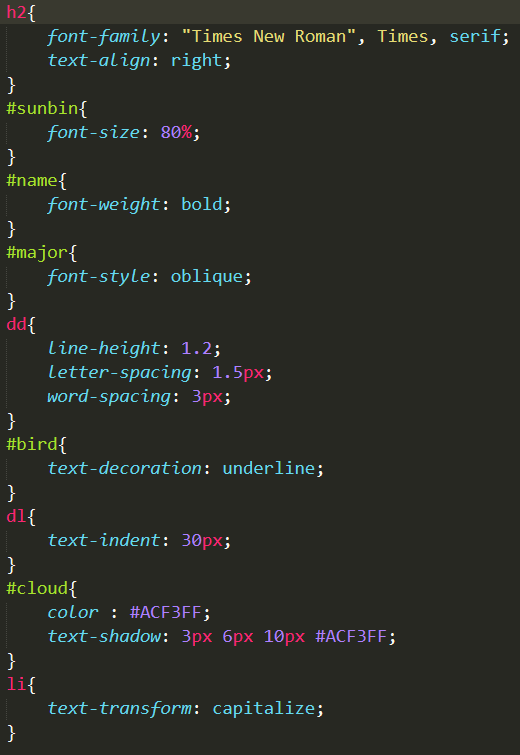 h2{
    font-family: "Times New Roman", Times, serif;
    text-align: right;
}
#sunbin{
    font-size: 80%;
}
#name{
    font-weight: bold;
}
#major{
    font-style: oblique;
}
dd{
    line-height: 1.2;
    letter-spacing: 1.5px;
    word-spacing: 3px;
}
#bird{
    text-decoration: underline;
}
dl{
    text-indent: 30px;
}
#cloud{
    color : #ACF3FF;
    text-shadow: 3px 6px 10px #ACF3FF;
}
li{
    text-transform: capitalize;
}